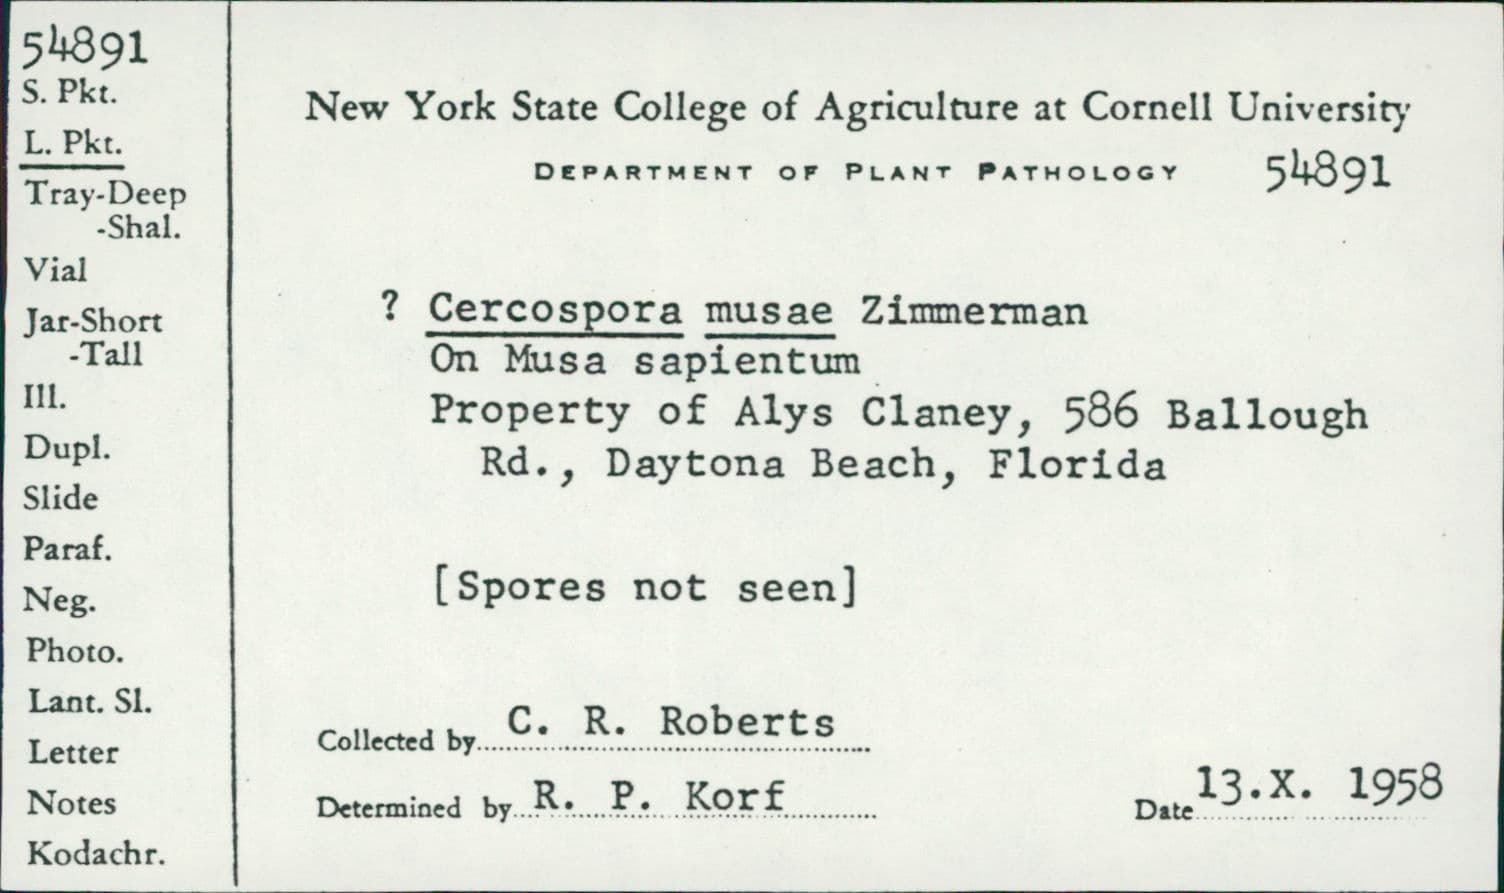 54891
S. Pkt.
L. Pkt.
Tray-Deep
-Shal.
Vial
Jar-Short
-Tall
Ill.
Dupl.
Slide
Paraf.
Neg.
Photo.
Lant. Sl.
Letter
Notes
Kodachr.
New York State College of Agriculture at Cornell University
DEPARTMENT OF PLANT PATHOLOGY 54891
? Cercospora musae Zimmerman
On Musa sapientum
Property of Alys Claney, 586 Ballough
Rd., Daytona Beach, Florida
[Spores not seen]
Collected by C. R. Roberts
Determined by R. P. Korf
Date 13.X. 1958